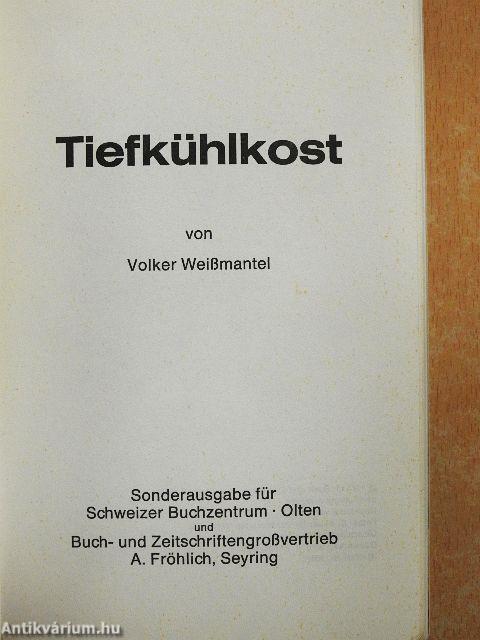 Tiefkühlkost
von
Volker Weißmantel
Sonderausgabe für
Schweizer Buchzentrum · Olten
und
Buch- und Zeitschriftengroßvertrieb
A. Fröhlich, Seyring
Antikvárium.hu